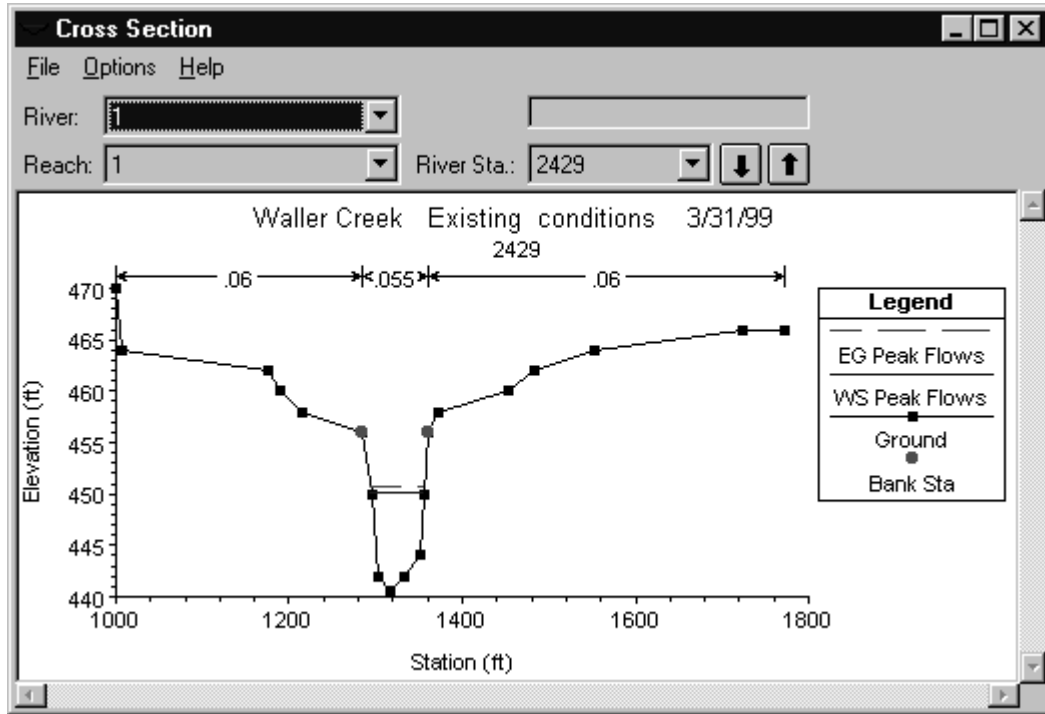 Cross Section
File Options Help
River: 1
Reach: 1 River Sta.: 2429
Waller Creek Existing conditions 3/31/99
2429
.06 .055 .06
470
465
460
455
450
445
440
Elevation (ft)
1000 1200 1400 1600 1800
Station (ft)
Legend
EG Peak Flows
WS Peak Flows
Ground
Bank Sta